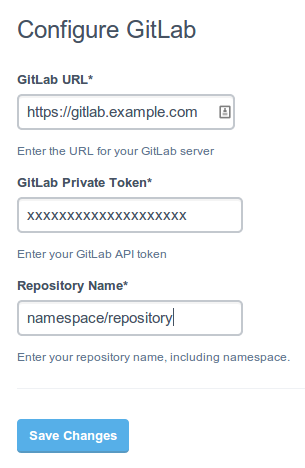 Configure GitLab
GitLab URL*
https://gitlab.example.com
Enter the URL for your GitLab server
GitLab Private Token*
xxxxxxxxxxxxxxxxxxxx
Enter your GitLab API token
Repository Name*
namespace/repository
Enter your repository name, including namespace.
Save Changes